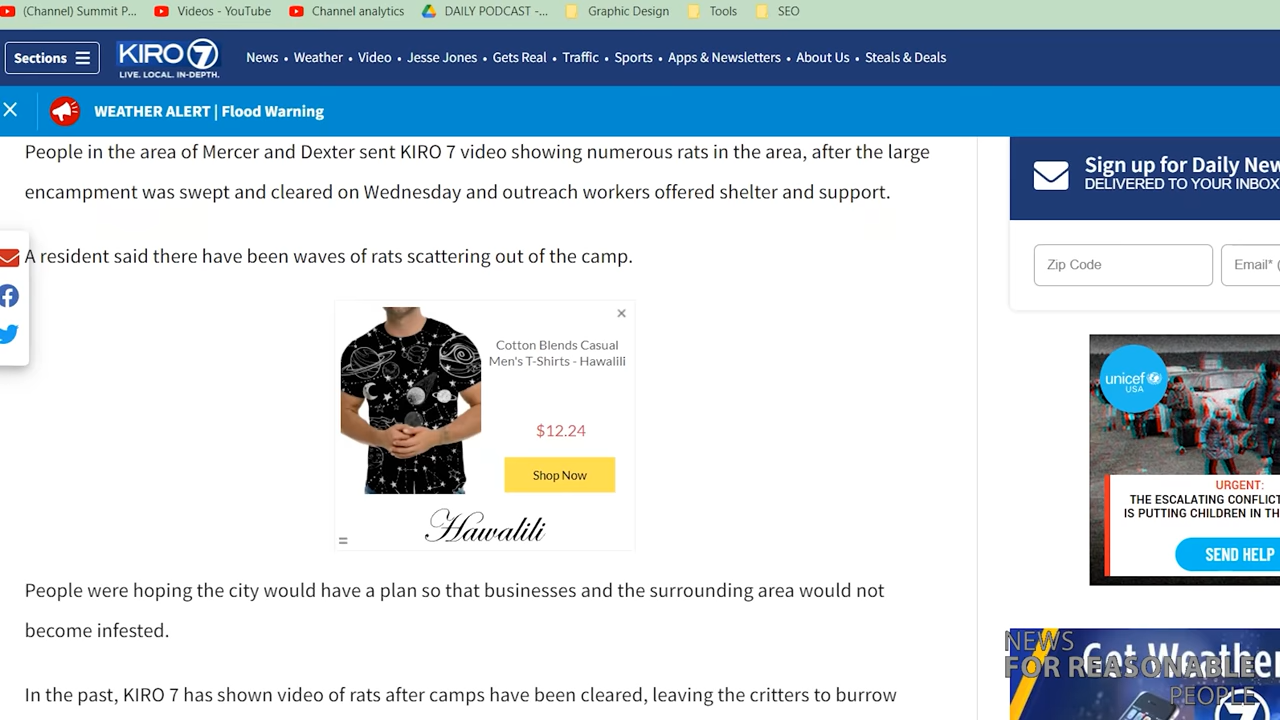 (Channel) Summit P...
Videos - YouTube
Channel analytics
DAILY PODCAST -...
Graphic Design
Tools
SEO
Sections
KIRO 7
LIVE. LOCAL. IN-DEPTH.
News • Weather • Video • Jesse Jones • Gets Real • Traffic • Sports • Apps & Newsletters • About Us • Steals & Deals
WEATHER ALERT | Flood Warning
People in the area of Mercer and Dexter sent KIRO 7 video showing numerous rats in the area, after the large
encampment was swept and cleared on Wednesday and outreach workers offered shelter and support.
A resident said there have been waves of rats scattering out of the camp.
Cotton Blends Casual
Men's T-Shirts - Hawalili
$12.24
Shop Now
Hawalili
People were hoping the city would have a plan so that businesses and the surrounding area would not
become infested.
In the past, KIRO 7 has shown video of rats after camps have been cleared, leaving the critters to burrow
Sign up for Daily New
DELIVERED TO YOUR INBOX
Zip Code
Email* (
unicef
USA
URGENT:
THE ESCALATING CONFLICT
IS PUTTING CHILDREN IN TH
SEND HELP
Get Weather
7
NEWS
FOR REASONABLE
PEOPLE